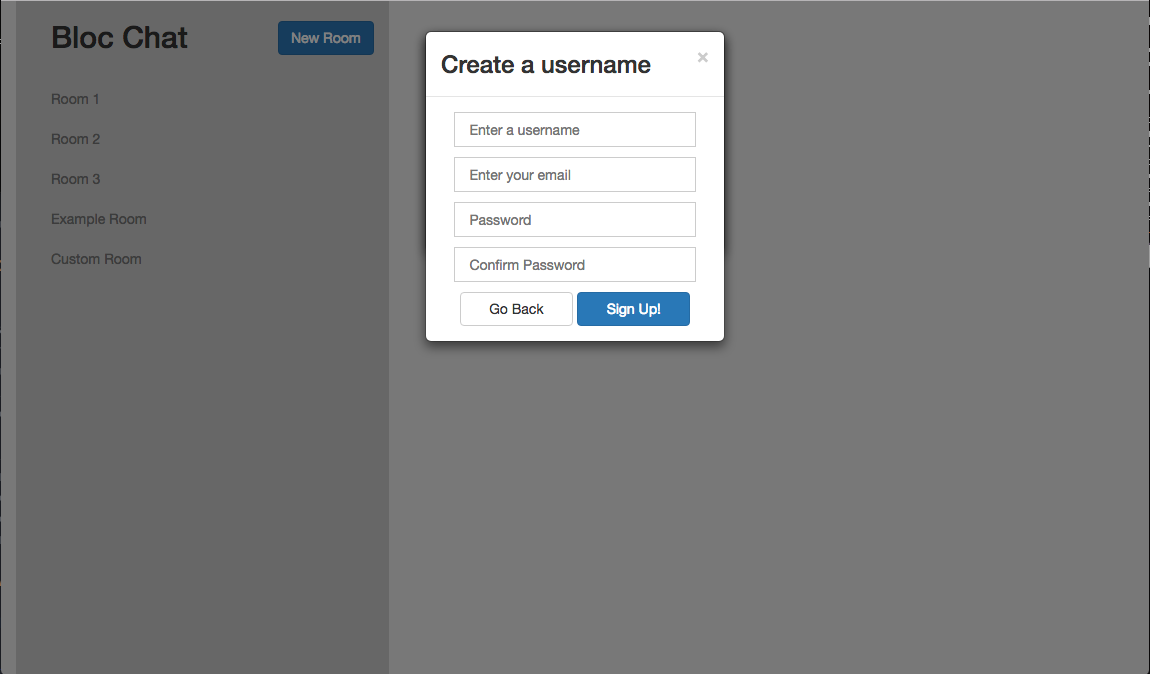 Bloc Chat
New Room
Room 1
Room 2
Room 3
Example Room
Custom Room
Create a username
×
Enter a username
Enter your email
Password
Confirm Password
Go Back
Sign Up!